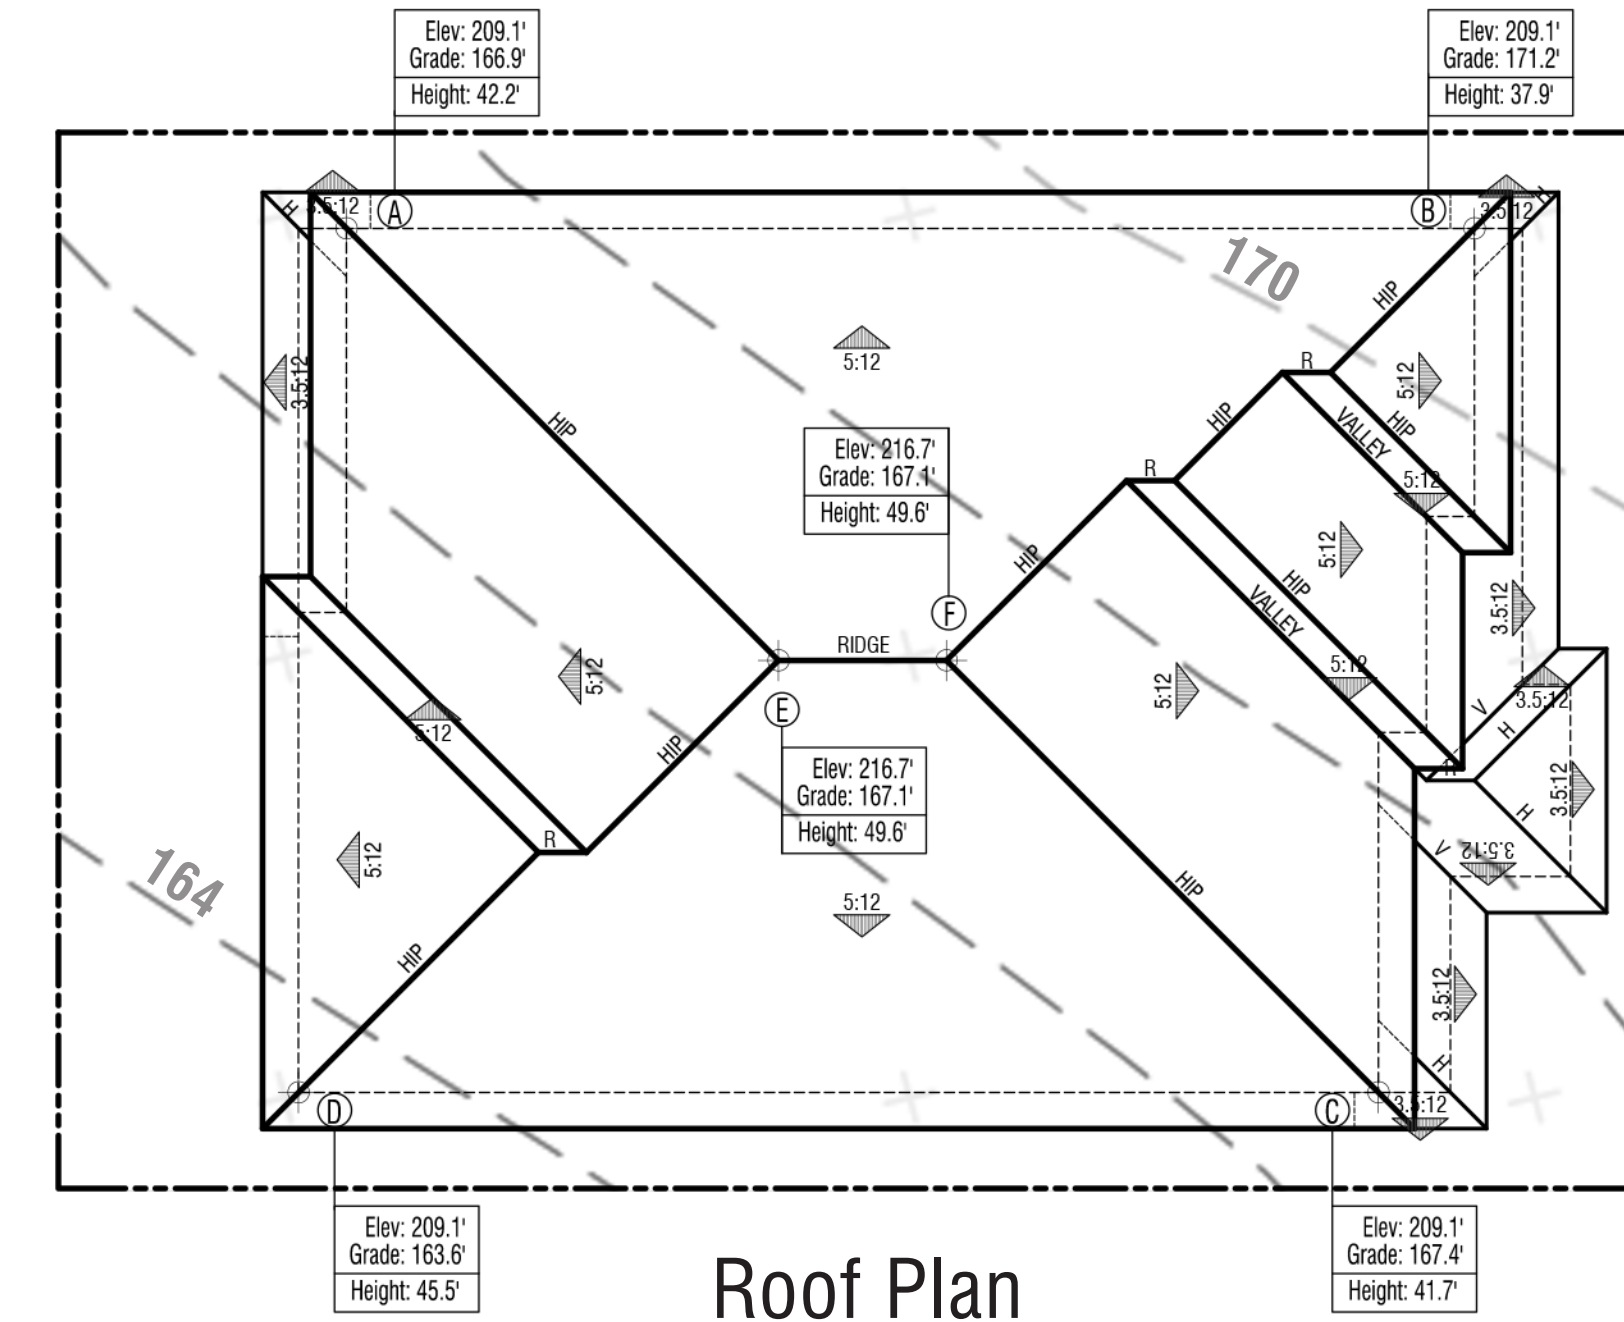 Elev: 209.1'
Grade: 166.9'
Height: 42.2'
Elev: 209.1'
Grade: 171.2'
Height: 37.9'
H
3.5:12
A
B
3.5:12
H
170
HIP
3.5:12
5:12
R
5:12
HIP
HIP
VALLEY
HIP
Elev: 216.7'
Grade: 167.1'
Height: 49.6'
R
5:12
5:12
HIP
HIP
VALLEY
F
3.5:12
RIDGE
5:12
5:12
5:12
3.5:12
E
V
H
5:12
HIP
Elev: 216.7'
Grade: 167.1'
Height: 49.6'
R
3.5:12
H
R
5:12
V
3.5:12
164
HIP
5:12
HIP
3.5:12
H
D
C
3.5:12
Elev: 209.1'
Grade: 163.6'
Height: 45.5'
Elev: 209.1'
Grade: 167.4'
Height: 41.7'
Roof Plan